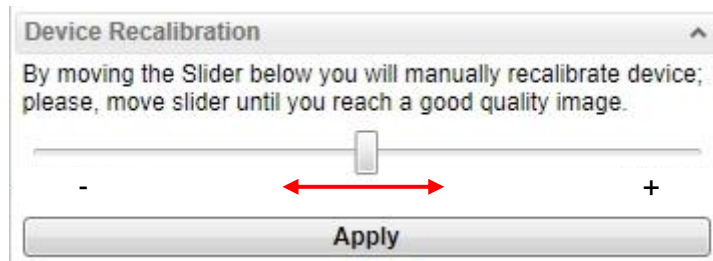 Device Recalibration
By moving the Slider below you will manually recalibrate device;
please, move slider until you reach a good quality image.
- +
Apply